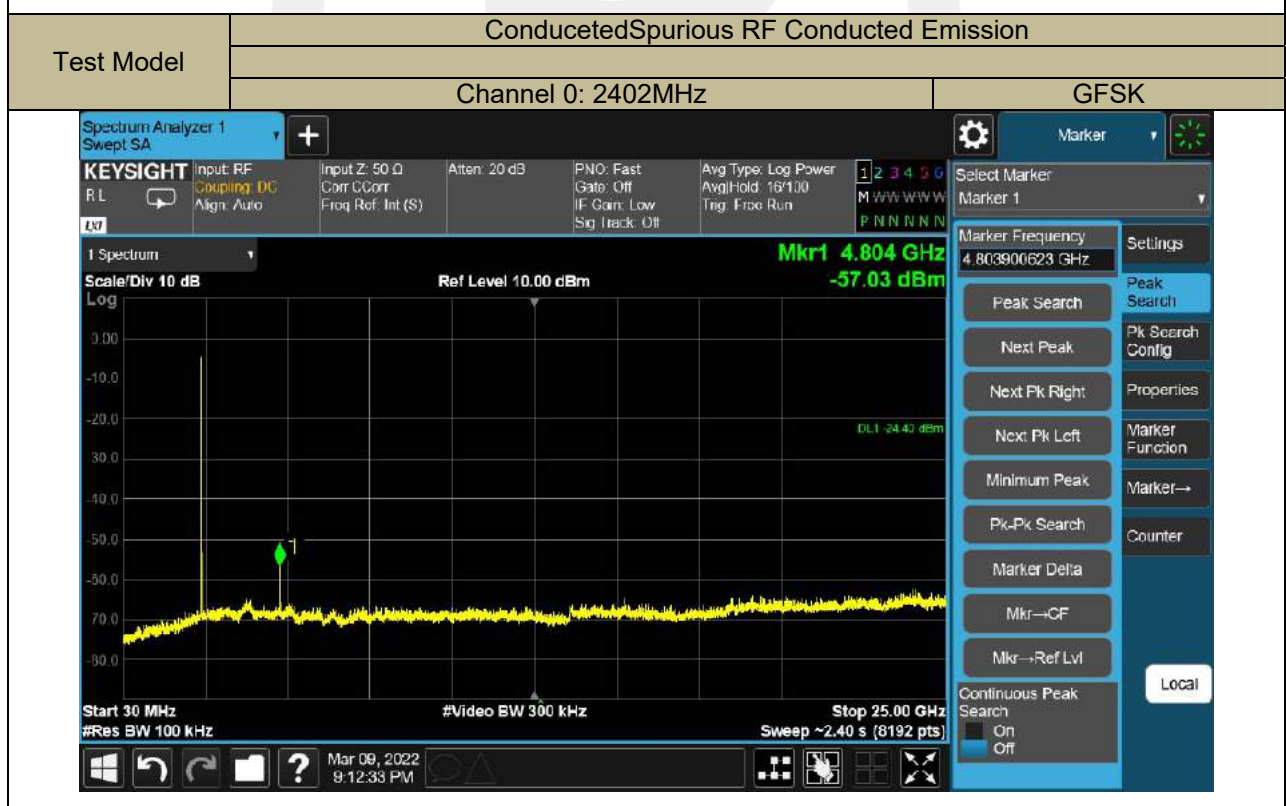 ConducetedSpurious RF Conducted Emission
Test Model
Channel 0: 2402MHz GFSK
Spectrum Analyzer 1
Swept SA
+
Marker
KEYSIGHT
R L
LXI
Input: RF
Coupling: DC
Align: Auto
Input Z: 50 Ω
Corr CCorr
Freq Ref: Int (S)
Atten: 20 dB
PNO: Fast
Gate: Off
IF Gain: Low
Sig Track: Off
Avg Type: Log Power
Avg|Hold: 16/100
Trig: Free Run
1 2 3 4 5 6
M W W W W W
P N N N N N
Select Marker
Marker 1
1 Spectrum
Scale/Div 10 dB
Log
Ref Level 10.00 dBm
Mkr1 4.804 GHz
-57.03 dBm
0.00
-10.0
-20.0
-30.0
-40.0
-50.0
-60.0
-70.0
-80.0
DL1 -24.40 dBm
1
Start 30 MHz
#Res BW 100 kHz
#Video BW 300 kHz
Stop 25.00 GHz
Sweep ~2.40 s (8192 pts)
Marker Frequency
4.803900623 GHz
Peak Search
Next Peak
Next Pk Right
Next Pk Left
Minimum Peak
Pk-Pk Search
Marker Delta
Mkr→CF
Mkr→Ref Lvl
Continuous Peak
Search
On
Off
Settings
Peak
Search
Pk Search
Config
Properties
Marker
Function
Marker→
Counter
Local
?
Mar 09, 2022
9:12:33 PM